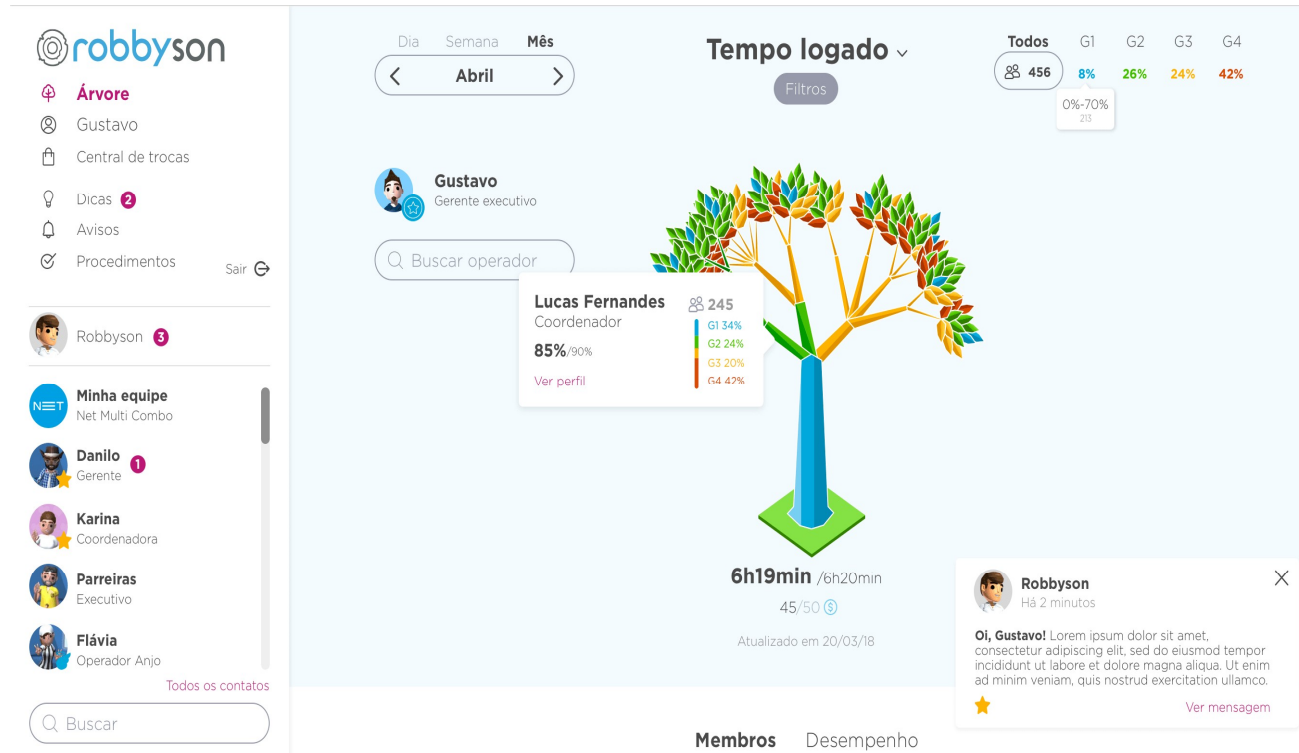 robbyson
Árvore
Gustavo
Central de trocas
Dicas 2
Avisos
Procedimentos
Sair
Robbyson 3
NET
Minha equipe
Net Multi Combo
Danilo 1
Gerente
Karina
Coordenadora
Parreiras
Executivo
Flávia
Operador Anjo
Todos os contatos
Buscar
Dia Semana Mês
Abril
Tempo logado
Filtros
Todos G1 G2 G3 G4
456 8% 26% 24% 42%
0%-70%
213
Gustavo
Gerente executivo
Buscar operador
Lucas Fernandes
Coordenador
85%/90%
Ver perfil
245
G1 34%
G2 24%
G3 20%
G4 42%
6h19min /6h20min
45/50 $
Atualizado em 20/03/18
Robbyson
Há 2 minutos
Oi, Gustavo! Lorem ipsum dolor sit amet,
consectetur adipiscing elit, sed do eiusmod tempor
incididunt ut labore et dolore magna aliqua. Ut enim
ad minim veniam, quis nostrud exercitation ullamco.
Ver mensagem
Membros Desempenho